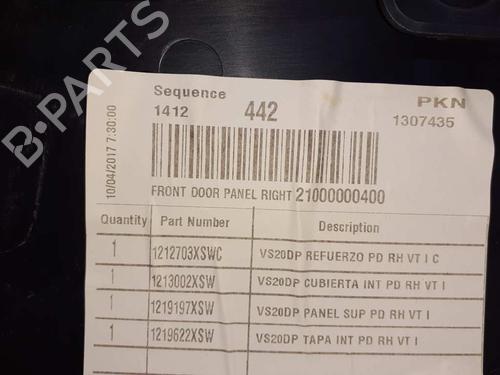 10/04/2017 7:30:00
Sequence 442 PKN
1412 1307435
FRONT DOOR PANEL RIGHT 21000000400
Quantity Part Number Description
1 1212703XSWC VS20DP REFUERZO PD RH VT I C
1 1213002XSW VS20DP CUBIERTA INT PD RH VT I
1 1219197XSW VS20DP PANEL SUP PD RH VT I
1 1219622XSW VS20DP TAPA INT PD RH VT I
B-PARTS